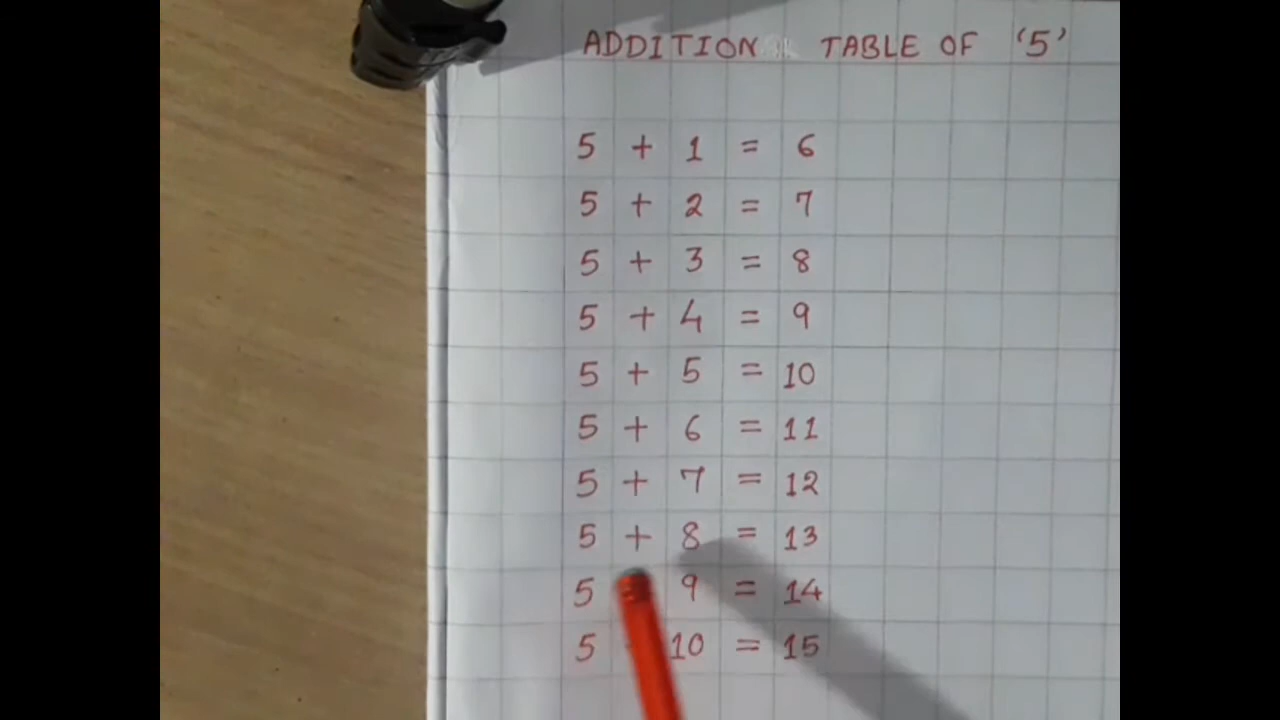 ADDITION TABLE OF '5'
5 + 1 = 6
5 + 2 = 7
5 + 3 = 8
5 + 4 = 9
5 + 5 = 10
5 + 6 = 11
5 + 7 = 12
5 + 8 = 13
5 9 = 14
5 10 = 15